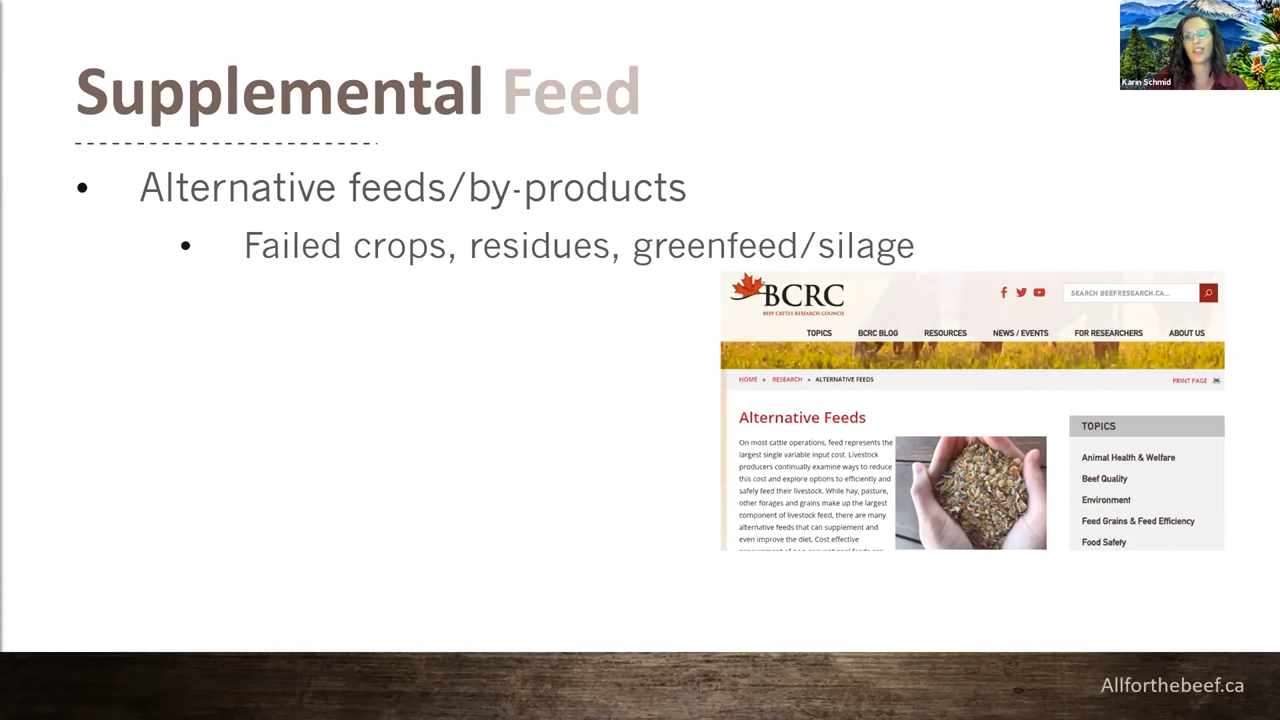 Karin Schmid
Supplemental Feed
• Alternative feeds/by-products
• Failed crops, residues, greenfeed/silage
BCRC
BEEF CATTLE RESEARCH COUNCIL
SEARCH BEEFRESEARCH.CA...
TOPICS BCRC BLOG RESOURCES NEWS / EVENTS FOR RESEARCHERS ABOUT US
HOME » RESEARCH » ALTERNATIVE FEEDS
PRINT PAGE
Alternative Feeds
On most cattle operations, feed represents the
largest single variable input cost. Livestock
producers continually examine ways to reduce
this cost and explore options to efficiently and
safely feed their livestock. While hay, pasture,
other forages and grains make up the largest
component of livestock feed, there are many
alternative feeds that can supplement and
even improve the diet. Cost effective
TOPICS
Animal Health & Welfare
Beef Quality
Environment
Feed Grains & Feed Efficiency
Food Safety
Allforthebeef.ca